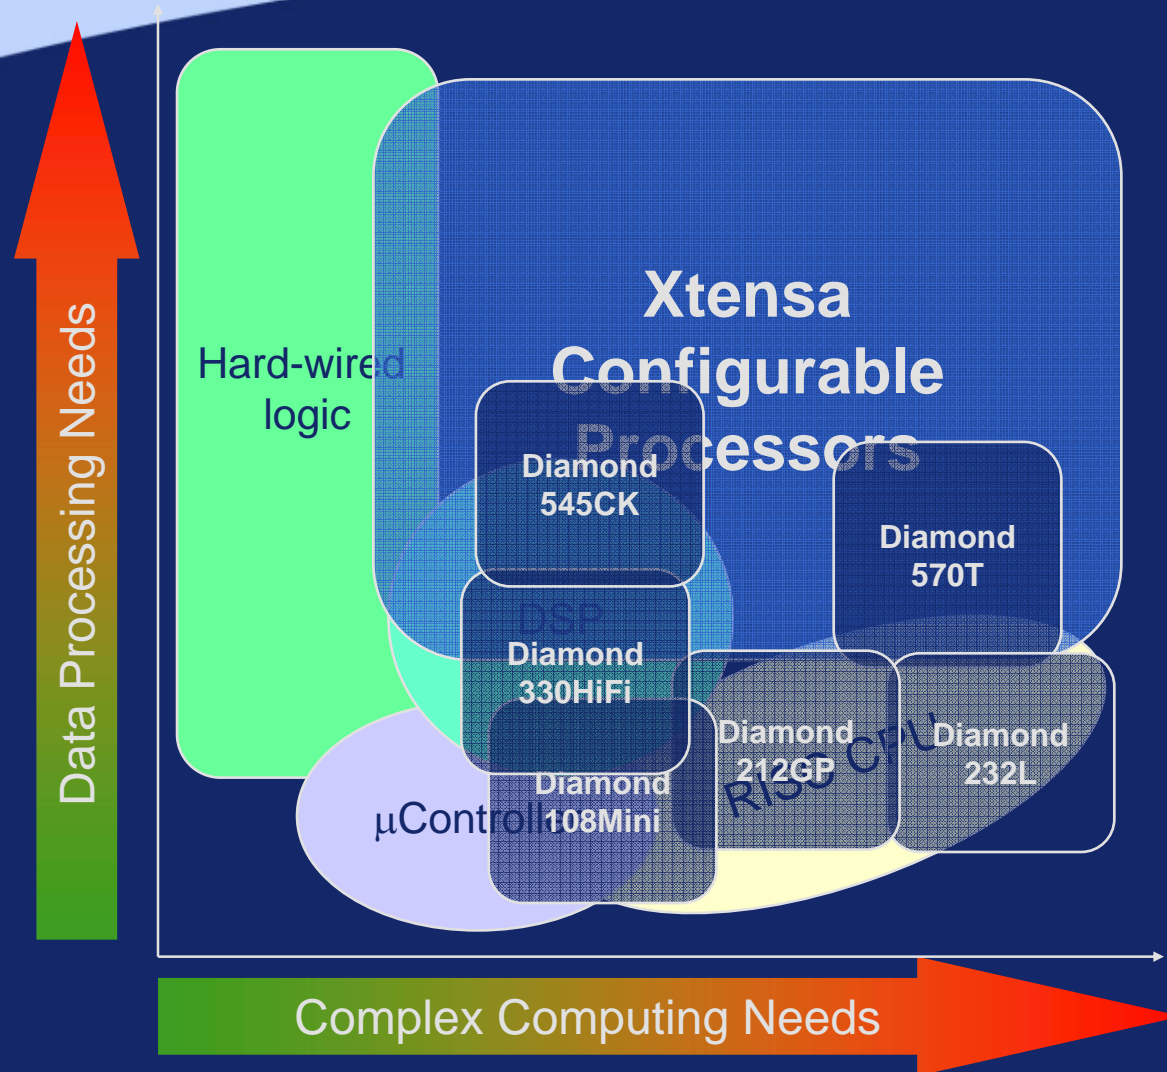 Data Processing Needs
Hard-wired
logic
Xtensa
Configurable
Processors
Diamond
545CK
Diamond
570T
DSP
Diamond
330HiFi
Diamond
212GP
RISC CPU
Diamond
232L
μController
Diamond
108Mini
Complex Computing Needs